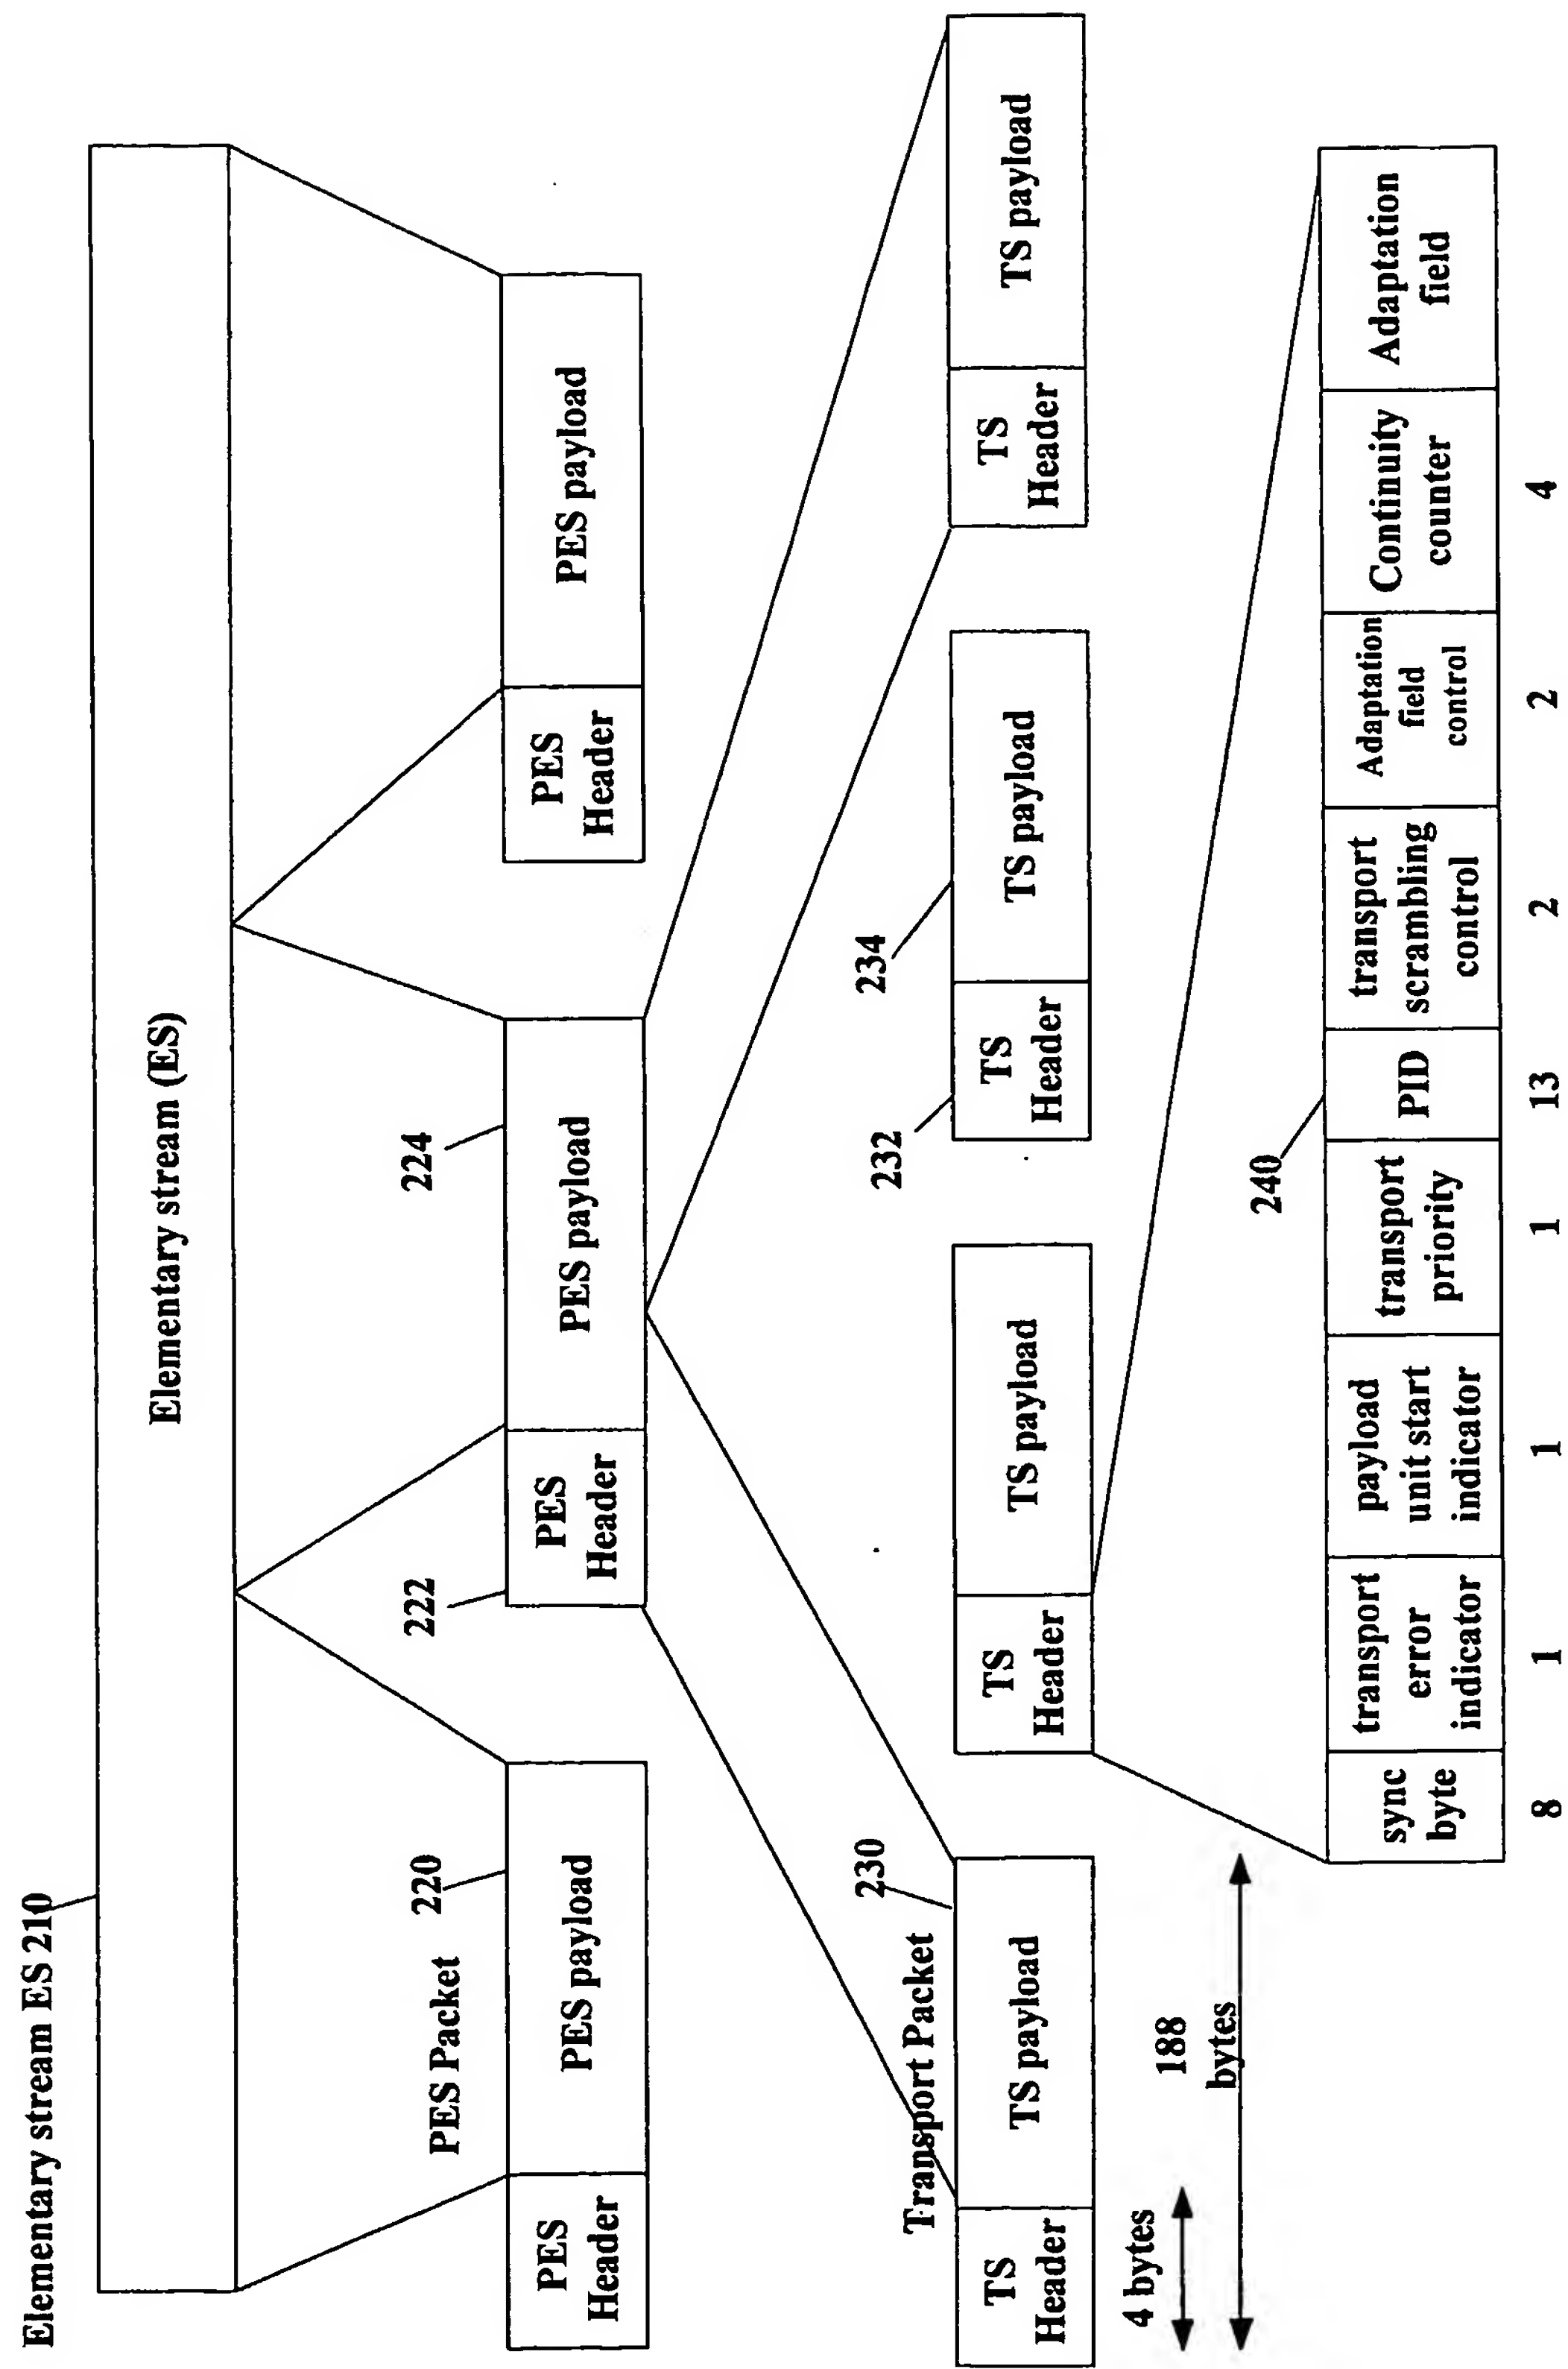 Elementary stream ES 210
Elementary stream (ES)
PES Packet
220
222
224
PES
Header
PES payload
PES
Header
PES payload
PES
Header
PES payload
Transport Packet
230
232
234
TS
Header
TS payload
TS
Header
TS payload
TS
Header
TS payload
TS
Header
TS payload
4 bytes
188
bytes
240
sync
byte
transport
error
indicator
payload
unit start
indicator
transport
priority
PID
transport
scrambling
control
Adaptation
field
control
Continuity
counter
Adaptation
field
8
1
1
1
13
2
2
4